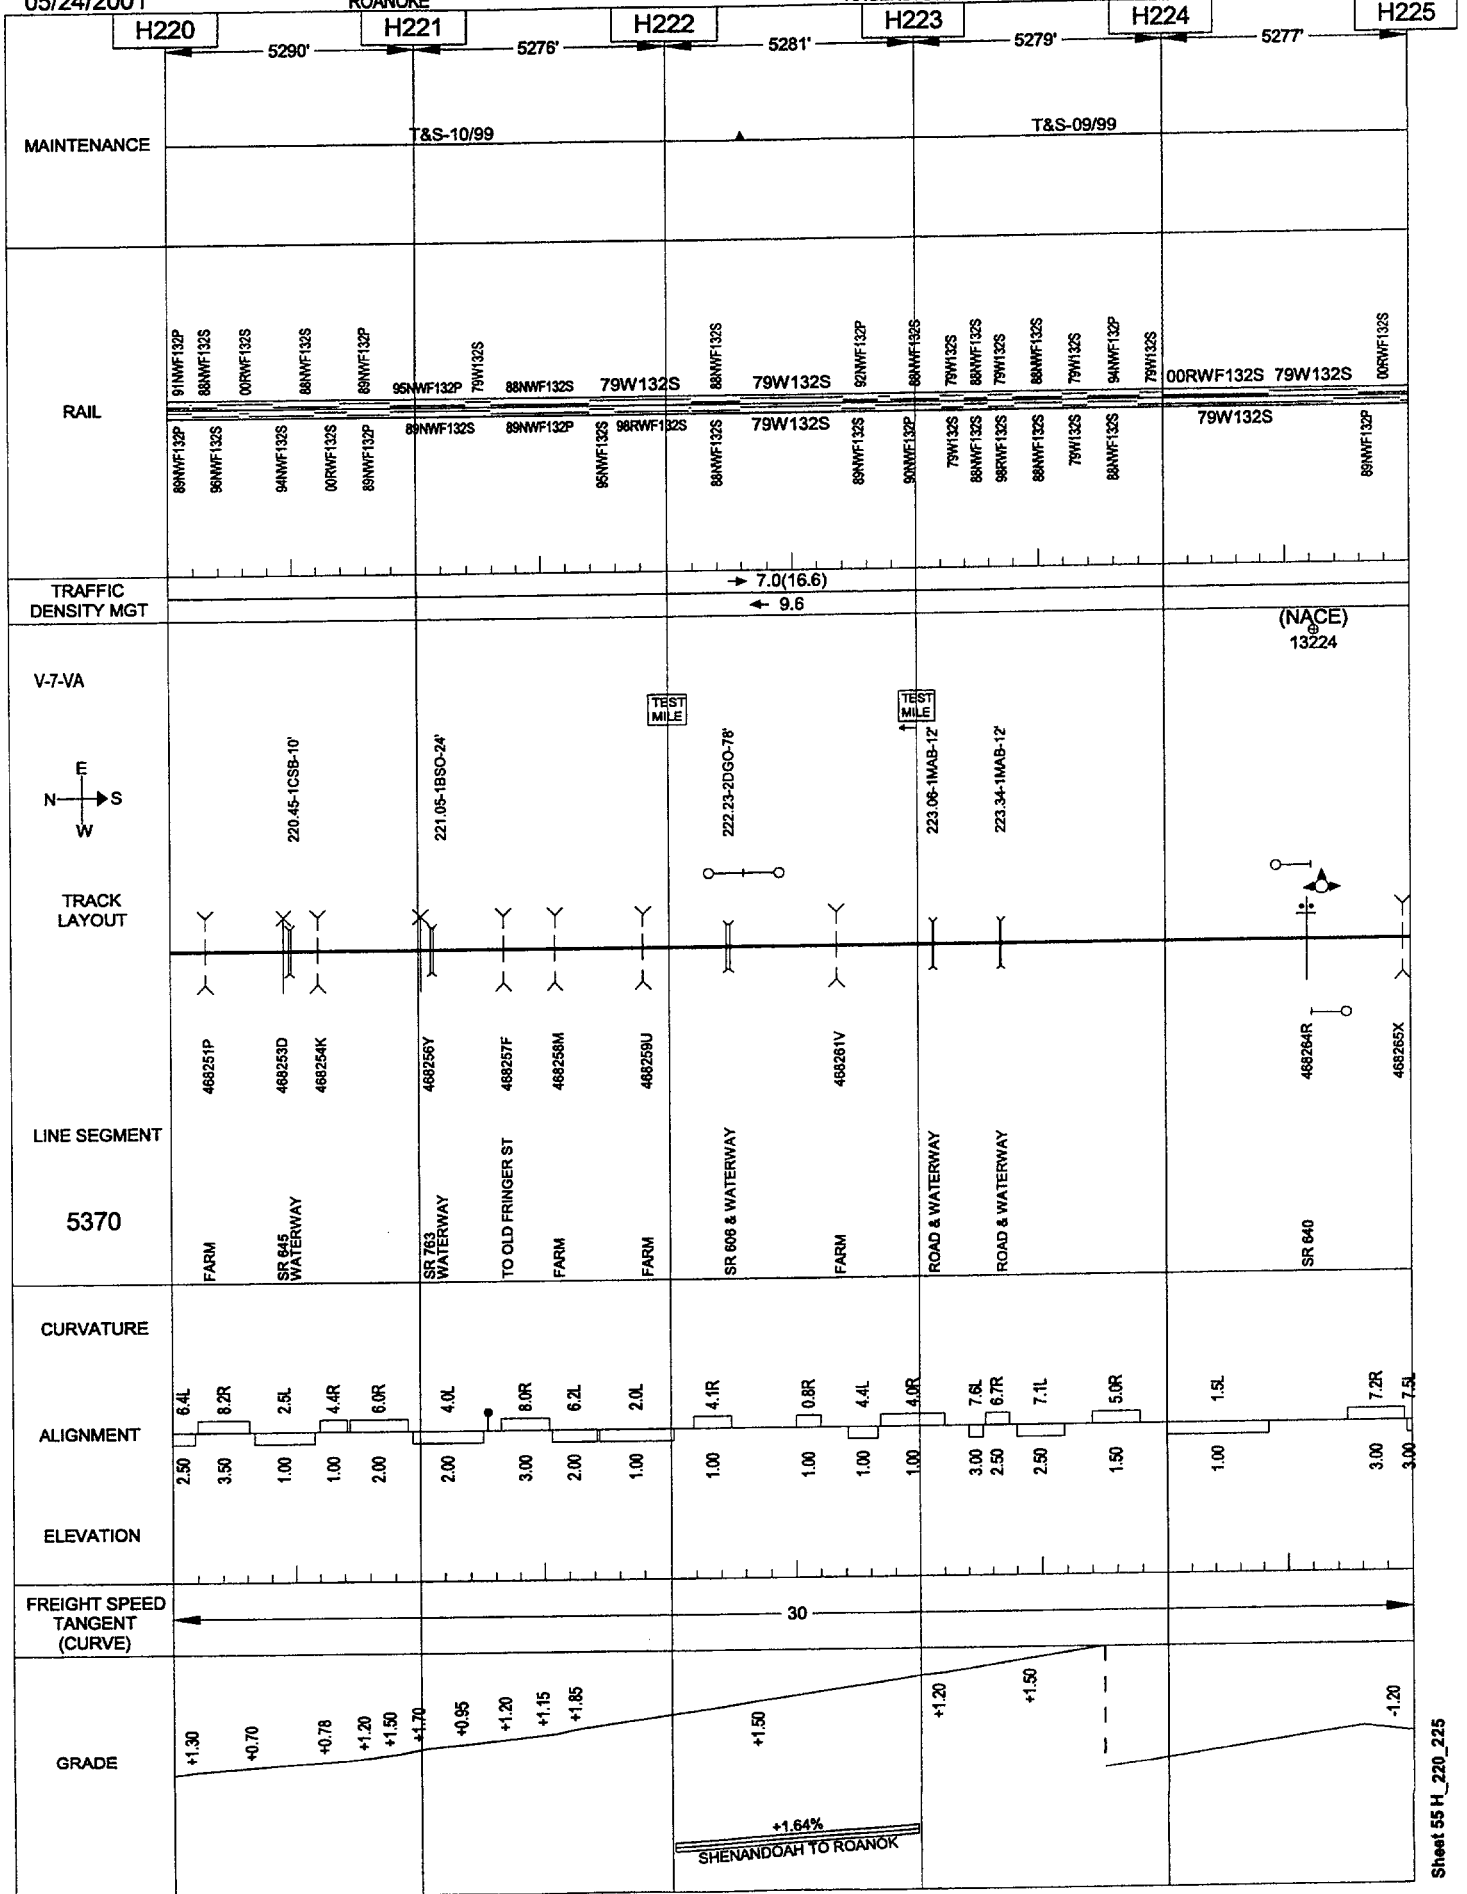 05/24/2001
ROANOKE
H220
H221
H222
H223
H224
H225
5290'
5276'
5281'
5279'
5277'
MAINTENANCE
T&S-10/99
T&S-09/99
RAIL
91NWF132P
88NWF132S
00RWF132S
88NWF132S
89NWF132P
95NWF132P
79W132S
88NWF132S
79W132S
88NWF132S
79W132S
92NWF132P
88NWF132S
79W132S
88NWF132S
79W132S
88NWF132S
79W132S
94NWF132P
79W132S
00RWF132S
79W132S
00RWF132S
89NWF132P
96NWF132S
94NWF132S
00RWF132S
89NWF132P
89NWF132S
89NWF132P
95NWF132S
98RWF132S
88NWF132S
79W132S
89NWF132S
90NWF132P
79W132S
88NWF132S
98RWF132S
88NWF132S
79W132S
88NWF132S
79W132S
89NWF132P
TRAFFIC
DENSITY MGT
7.0(16.6)
9.6
(NACE)
13224
V-7-VA
TEST
MILE
TEST
MILE
E
N
S
W
220.45-1CSB-10'
221.05-1BSO-24'
222.23-2DGO-78'
223.06-1MAB-12'
223.34-1MAB-12'
TRACK
LAYOUT
468251P
468253D
468254K
468256Y
468257F
468258M
468259U
468261V
468264R
468265X
LINE SEGMENT
5370
FARM
SR 645
WATERWAY
SR 763
WATERWAY
TO OLD FRINGER ST
FARM
FARM
SR 606 & WATERWAY
FARM
ROAD & WATERWAY
ROAD & WATERWAY
SR 640
CURVATURE
6.4L
8.2R
2.5L
4.4R
6.0R
4.0L
8.0R
6.2L
2.0L
4.1R
0.8R
4.4L
4.0R
7.6L
6.7R
7.1L
5.0R
1.5L
7.2R
7.5L
ALIGNMENT
2.50
3.50
1.00
1.00
2.00
2.00
3.00
2.00
1.00
1.00
1.00
1.00
1.00
3.00
2.50
2.50
1.50
1.00
3.00
3.00
ELEVATION
FREIGHT SPEED
TANGENT
(CURVE)
30
GRADE
+1.30
+0.70
+0.78
+1.20
+1.50
+1.70
+0.95
+1.20
+1.15
+1.85
+1.50
+1.20
+1.50
-1.20
+1.64%
SHENANDOAH TO ROANOK
Sheet 55 H_220_225